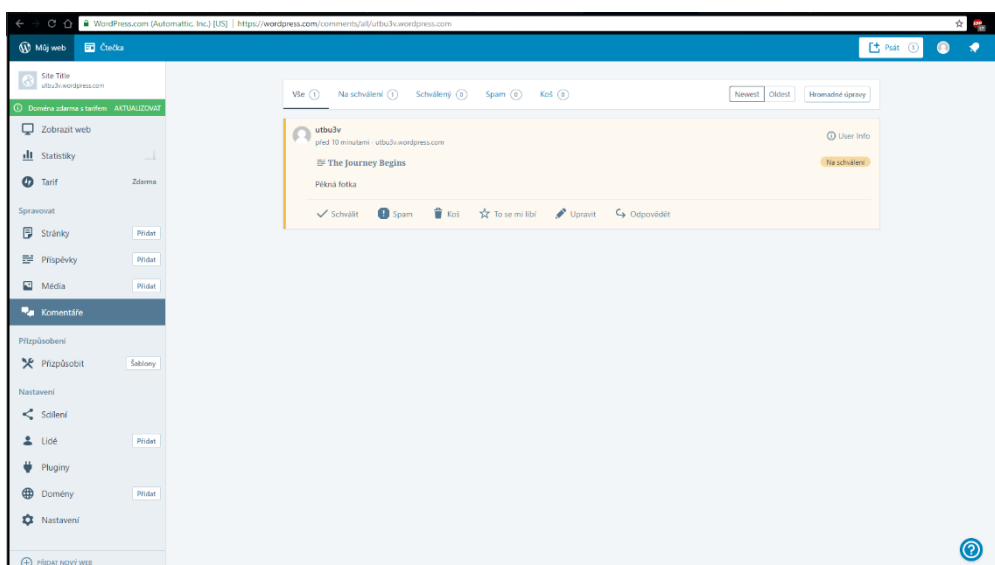 WordPress.com (Automattic, Inc.) [US] | https://wordpress.com/comments/all/utbu3v.wordpress.com
Můj web Čtečka Psát 3
Site Title
utbu3v.wordpress.com
Doména zdarma s tarifem AKTUALIZOVAT
Zobrazit web
Statistiky
Tarif Zdarma
Spravovat
Stránky Přidat
Příspěvky Přidat
Média Přidat
Komentáře
Přizpůsobení
Přizpůsobit Šablony
Nastavení
Sdílení
Lidé Přidat
Pluginy
Domény Přidat
Nastavení
PŘIDAT NOVÝ WEB
Vše 1 Na schválení 1 Schválený 0 Spam 0 Koš 0 Newest Oldest Hromadné úpravy
utbu3v User Info
před 10 minutami · utbu3v.wordpress.com
The Journey Begins Na schválení
Pěkná fotka
Schválit Spam Koš To se mi líbí Upravit Odpovědět